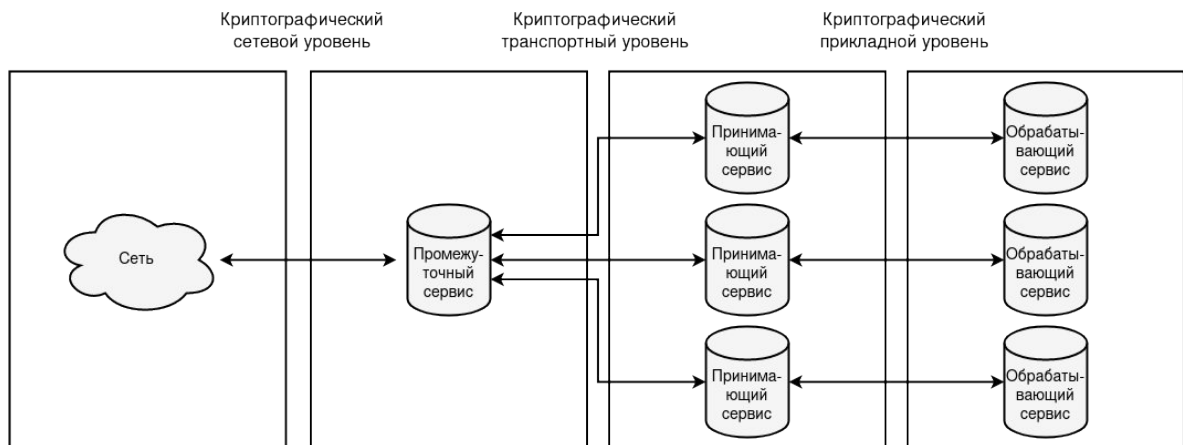 Криптографический
сетевой уровень
Криптографический
транспортный уровень
Криптографический
прикладной уровень
Сеть
Промежу-
точный
сервис
Принима-
ющий
сервис
Обрабаты-
вающий
сервис
Принима-
ющий
сервис
Обрабаты-
вающий
сервис
Принима-
ющий
сервис
Обрабаты-
вающий
сервис